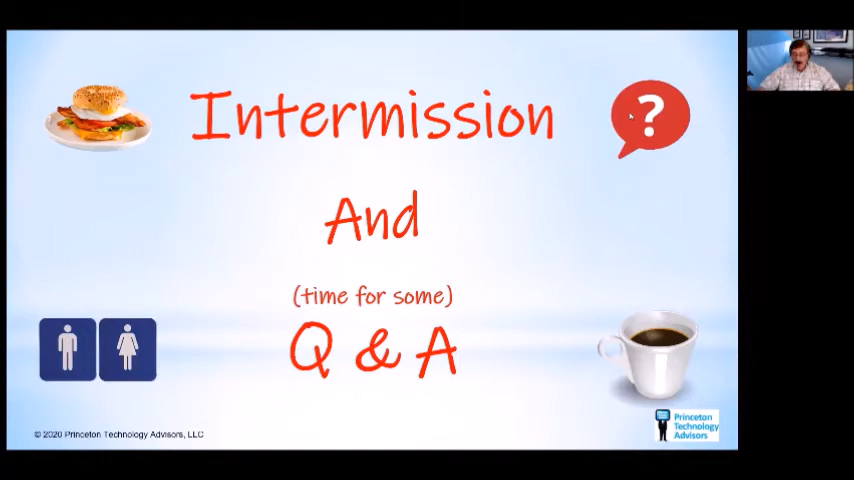 Intermission
?
And
(time for some)
Q & A
© 2020 Princeton Technology Advisors, LLC
Princeton
Technology
Advisors